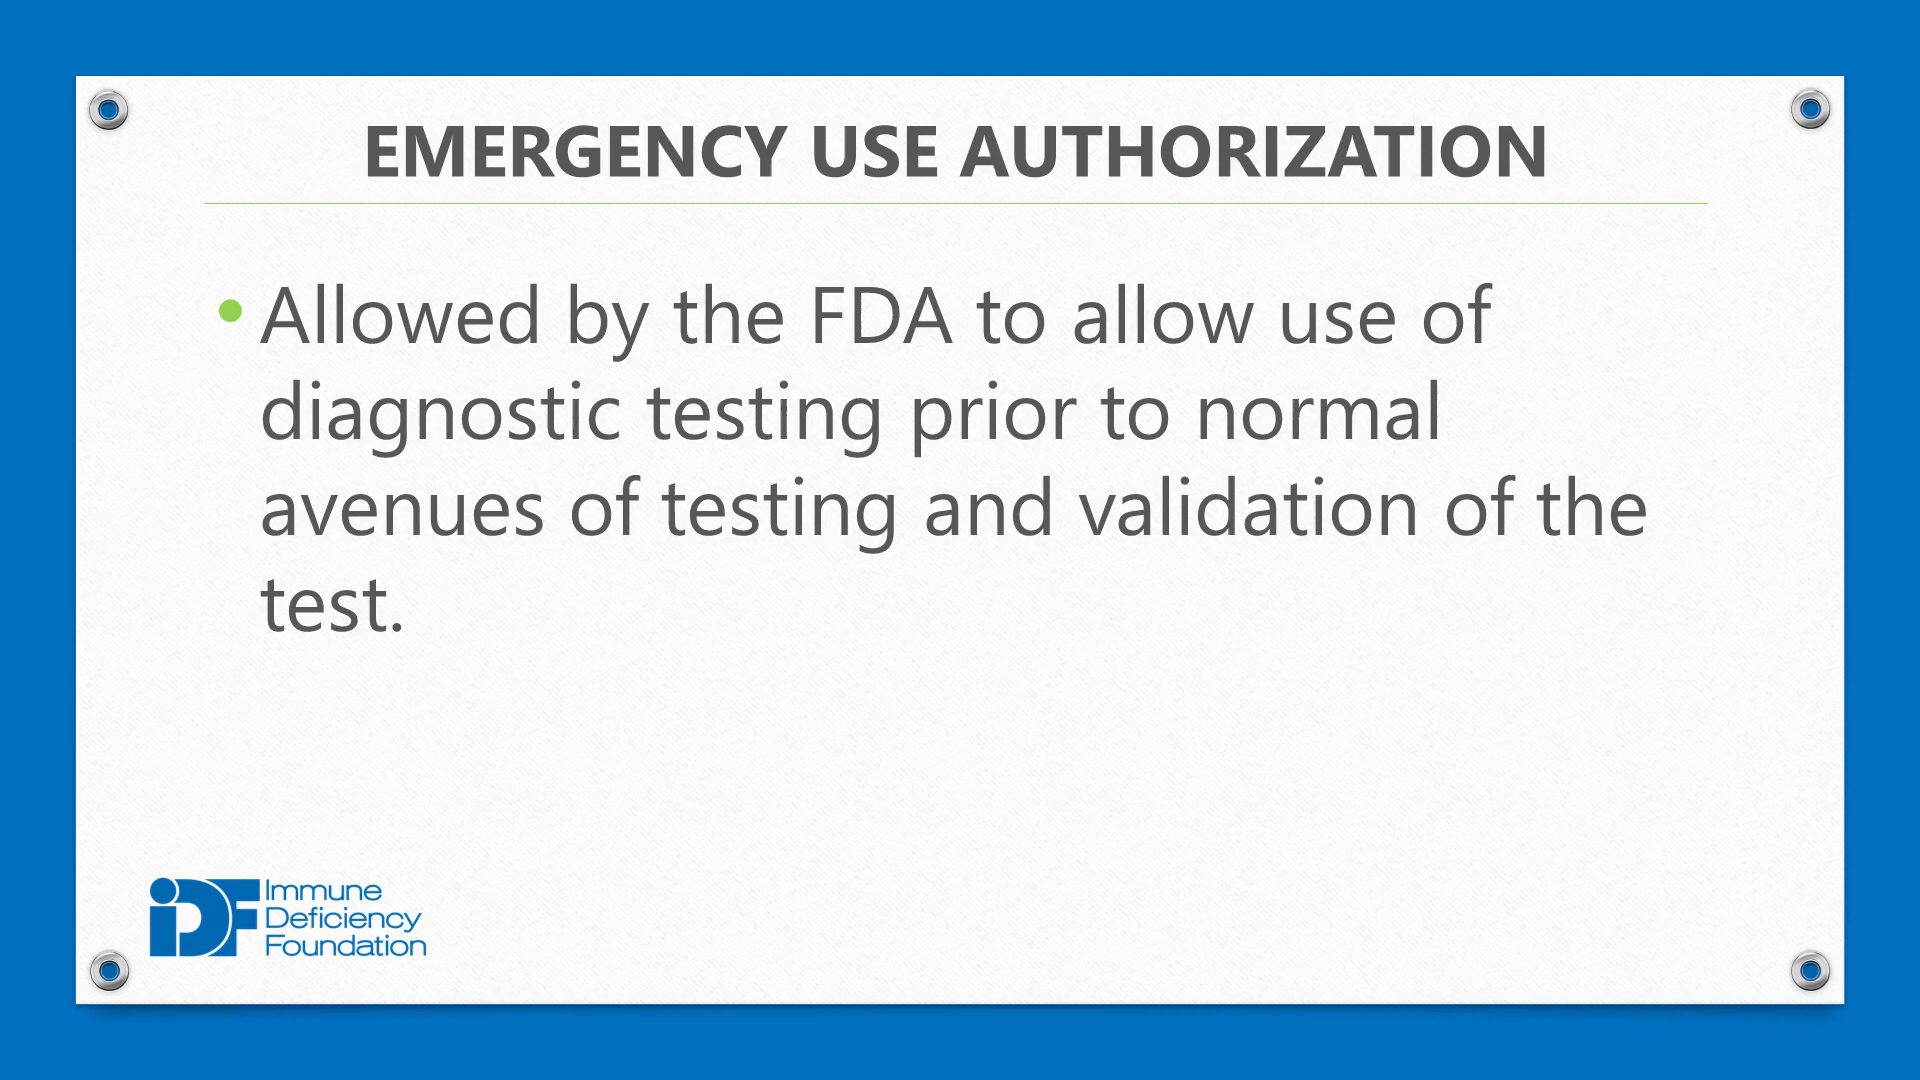 EMERGENCY USE AUTHORIZATION
• Allowed by the FDA to allow use of
diagnostic testing prior to normal
avenues of testing and validation of the
test.
iDF Immune
Deficiency
Foundation